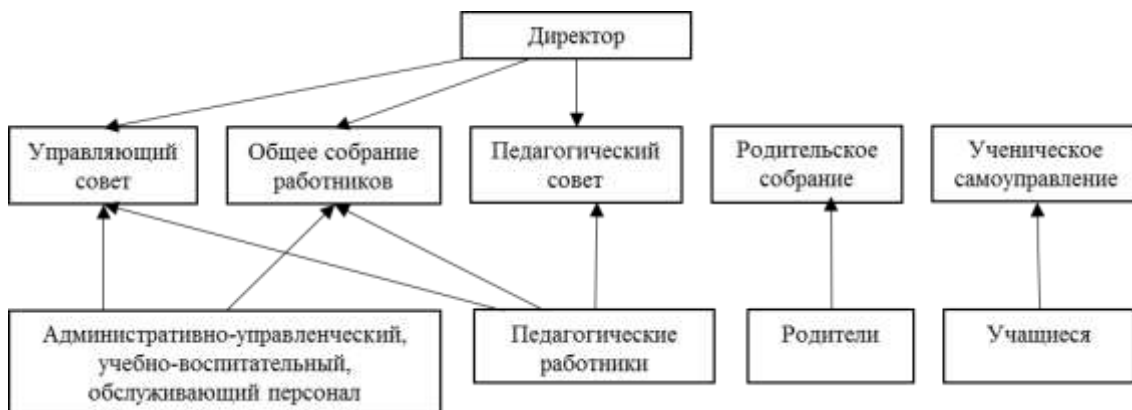 Директор
Управляющий
совет
Общее собрание
работников
Педагогический
совет
Родительское
собрание
Ученическое
самоуправление
Административно-управленческий,
учебно-воспитательный,
обслуживающий персонал
Педагогические
работники
Родители
Учащиеся